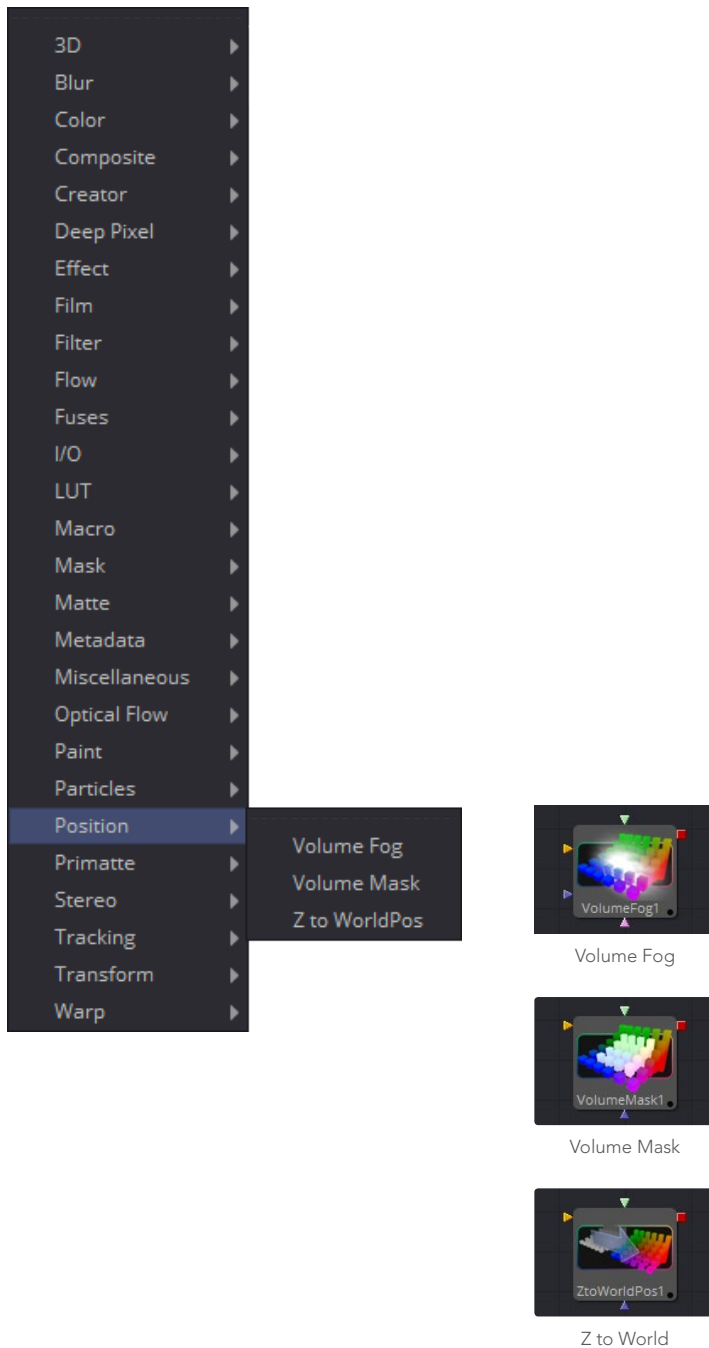 3D
Blur
Color
Composite
Creator
Deep Pixel
Effect
Film
Filter
Flow
Fuses
I/O
LUT
Macro
Mask
Matte
Metadata
Miscellaneous
Optical Flow
Paint
Particles
Position
Primatte
Stereo
Tracking
Transform
Warp
Volume Fog
Volume Mask
Z to WorldPos
VolumeFog1
Volume Fog
VolumeMask1
Volume Mask
ZtoWorldPos1
Z to World